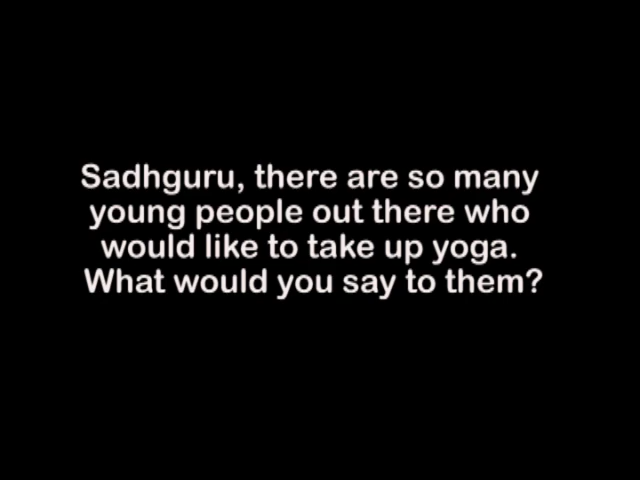 Sadhguru, there are so many
young people out there who
would like to take up yoga.
What would you say to them?